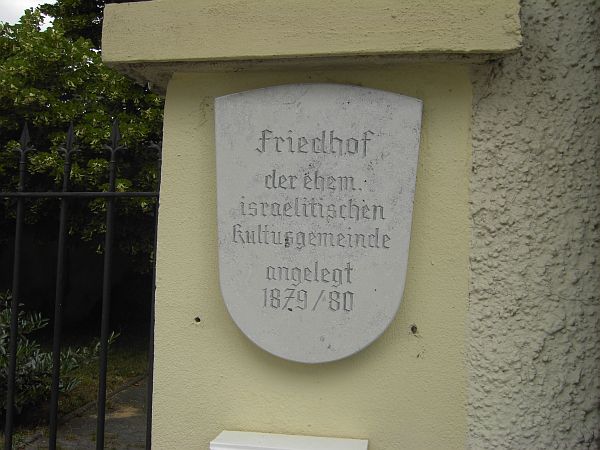 Friedhof
der ehem.
israelitischen
Kultusgemeinde
angelegt
1879/80